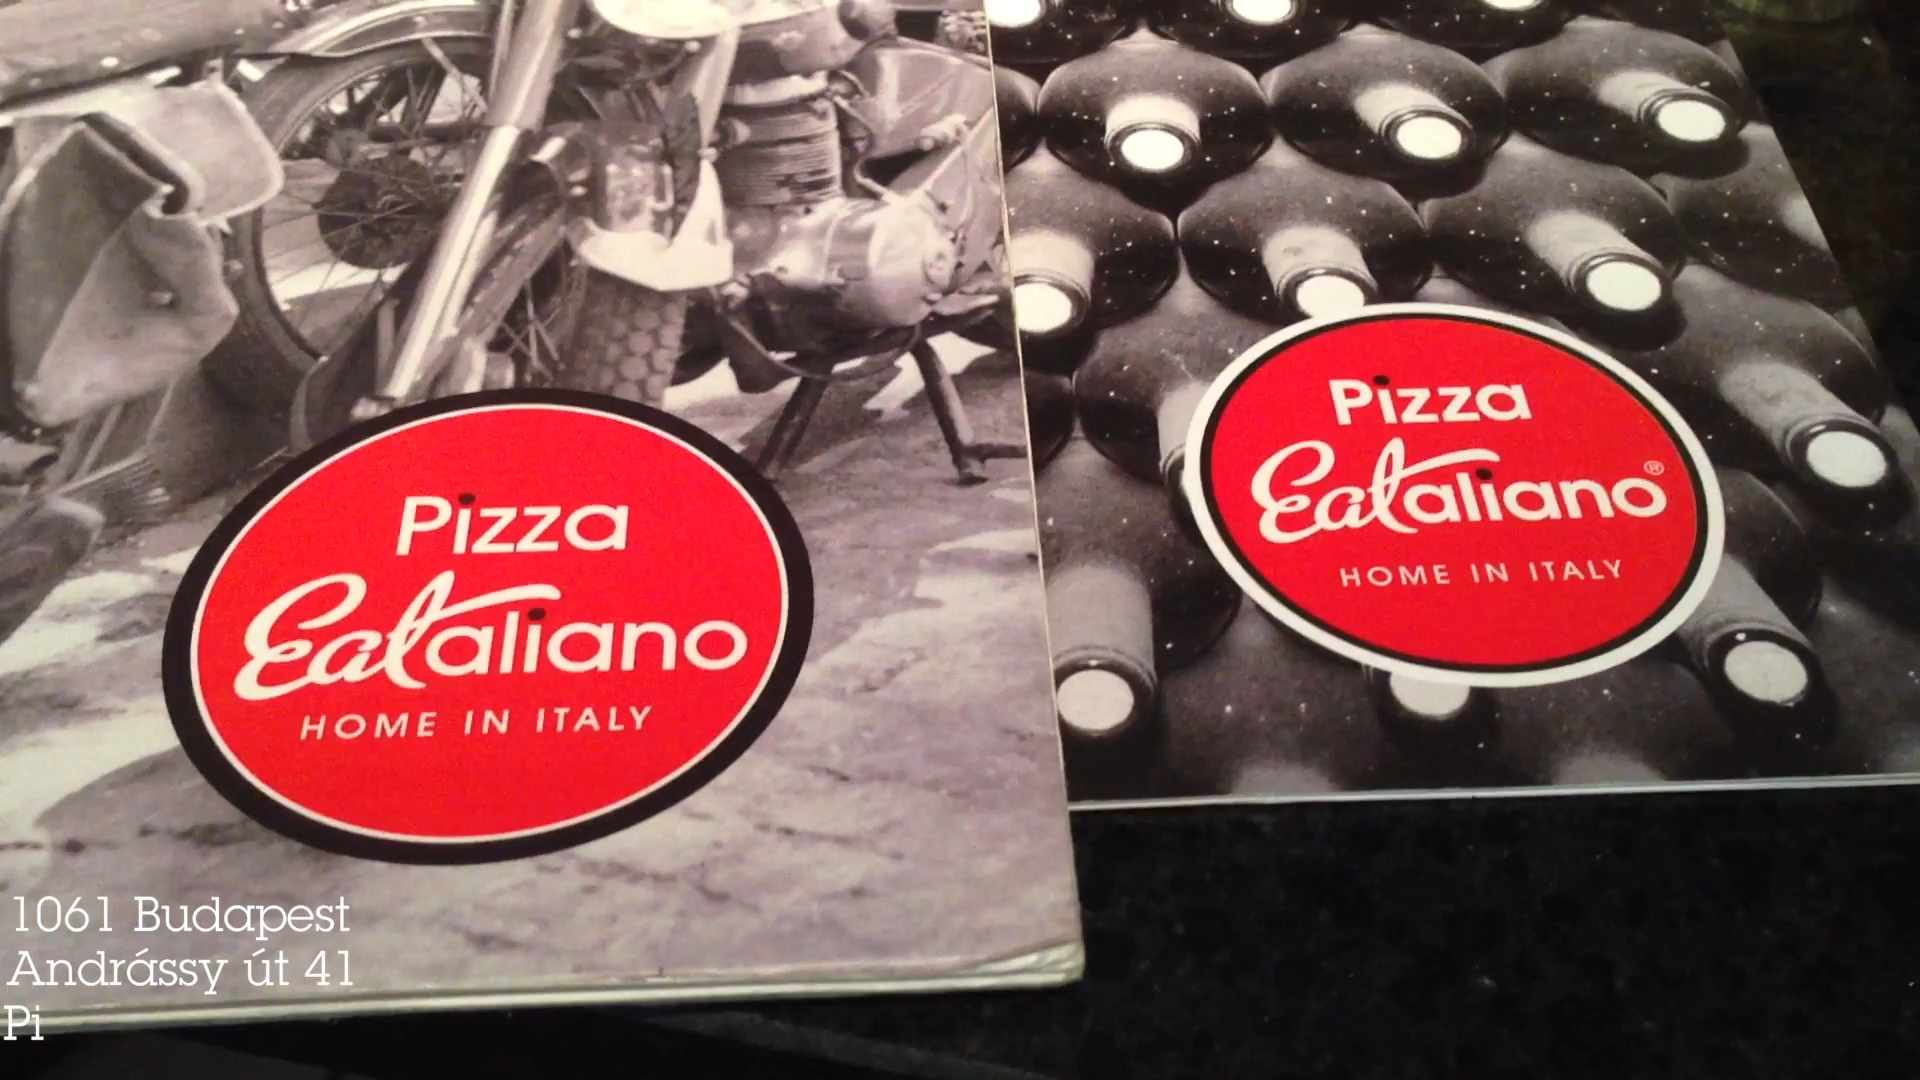 Pizza
Eataliano
HOME IN ITALY
Pizza
Eataliano®
HOME IN ITALY
1061 Budapest
Andrássy út 41
Pi